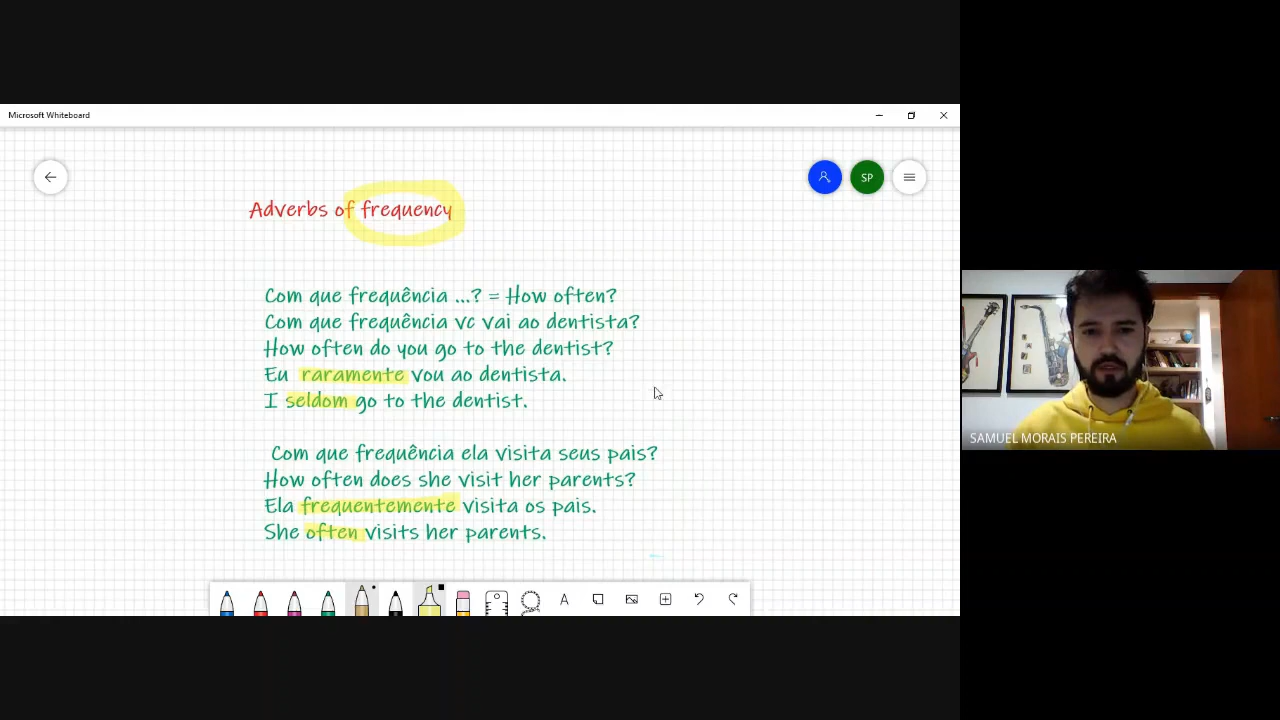 Microsoft Whiteboard
SP
Adverbs of frequency
Com que frequência ...? = How often?
Com que frequência vc vai ao dentista?
How often do you go to the dentist?
Eu raramente vou ao dentista.
I seldom go to the dentist.
Com que frequência ela visita seus pais?
How often does she visit her parents?
Ela frequentemente visita os pais.
She often visits her parents.
A
SAMUEL MORAIS PEREIRA